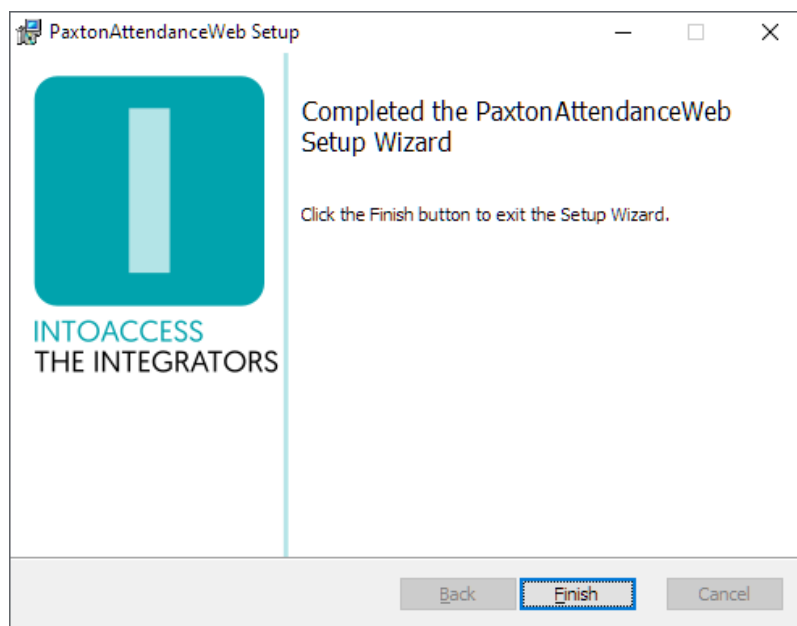 PaxtonAttendanceWeb Setup
Completed the PaxtonAttendanceWeb
Setup Wizard
Click the Finish button to exit the Setup Wizard.
INTOACCESS
THE INTEGRATORS
Back
Finish
Cancel